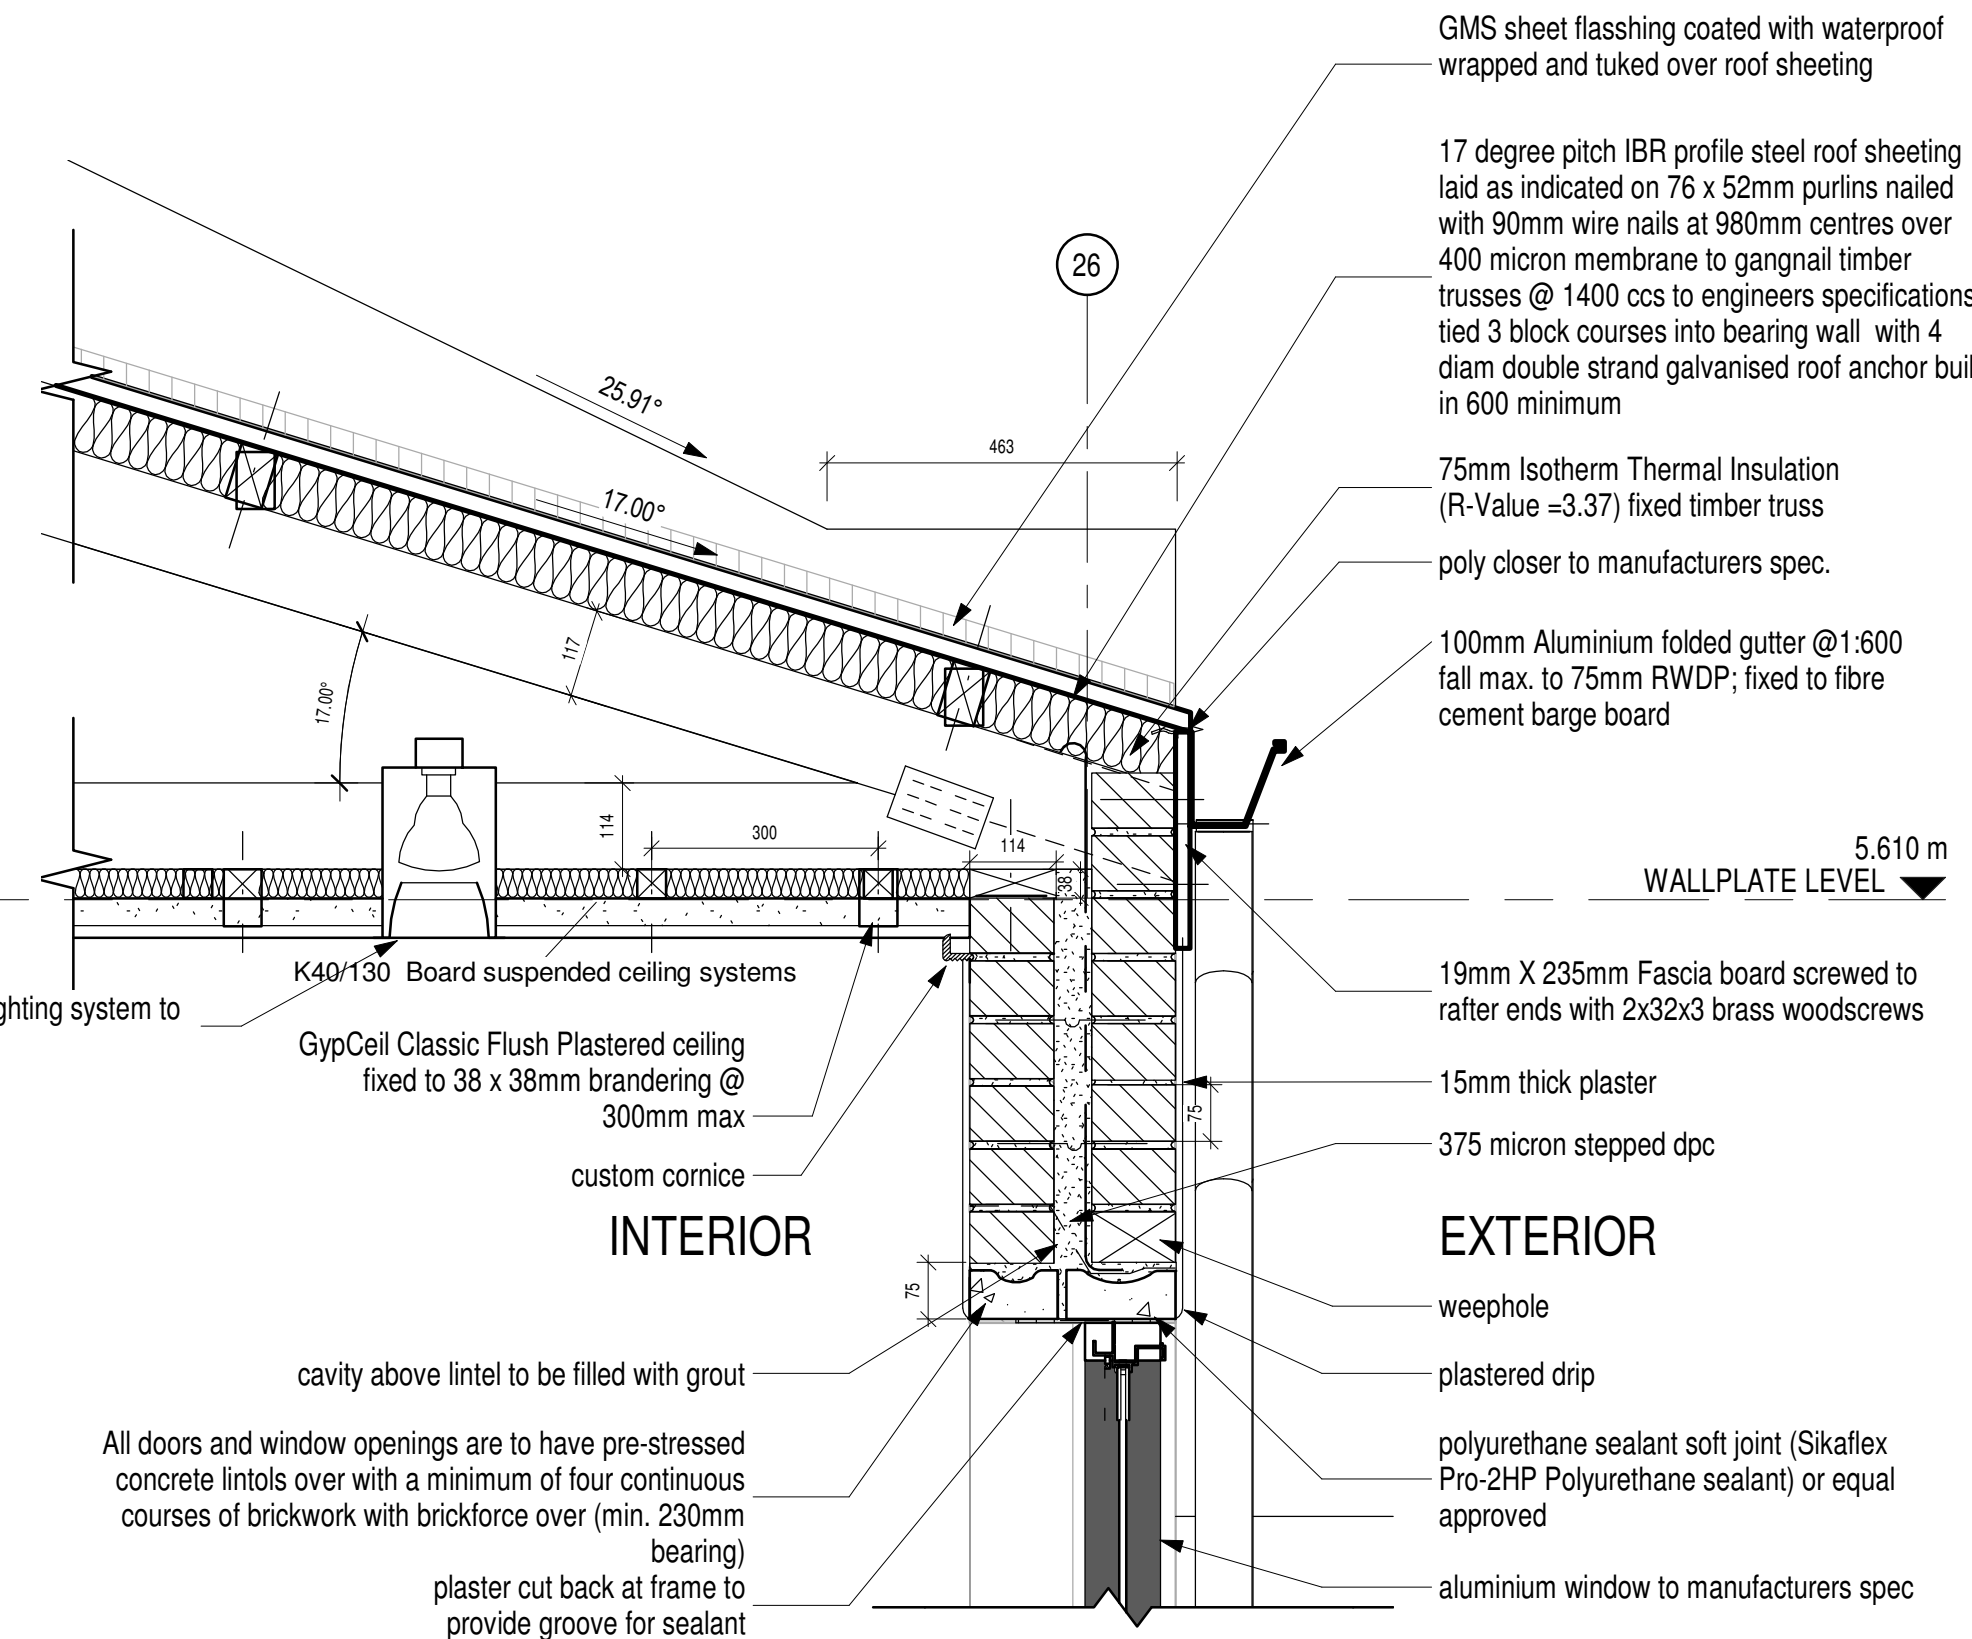 GMS sheet flasshing coated with waterproof
wrapped and tuked over roof sheeting
17 degree pitch IBR profile steel roof sheeting
laid as indicated on 76 x 52mm purlins nailed
with 90mm wire nails at 980mm centres over
400 micron membrane to gangnail timber
trusses @ 1400 ccs to engineers specifications
tied 3 block courses into bearing wall with 4
diam double strand galvanised roof anchor buil
in 600 minimum
75mm Isotherm Thermal Insulation
(R-Value =3.37) fixed timber truss
poly closer to manufacturers spec.
100mm Aluminium folded gutter @1:600
fall max. to 75mm RWDP; fixed to fibre
cement barge board
26
25.91°
463
17.00°
117
17.00°
114
300
114
38
5.610 m
WALLPLATE LEVEL
K40/130 Board suspended ceiling systems
ghting system to
GypCeil Classic Flush Plastered ceiling
fixed to 38 x 38mm brandering @
300mm max
custom cornice
19mm X 235mm Fascia board screwed to
rafter ends with 2x32x3 brass woodscrews
15mm thick plaster
75
375 micron stepped dpc
INTERIOR
EXTERIOR
75
weephole
cavity above lintel to be filled with grout
plastered drip
All doors and window openings are to have pre-stressed
concrete lintols over with a minimum of four continuous
courses of brickwork with brickforce over (min. 230mm
bearing)
plaster cut back at frame to
provide groove for sealant
polyurethane sealant soft joint (Sikaflex
Pro-2HP Polyurethane sealant) or equal
approved
aluminium window to manufacturers spec